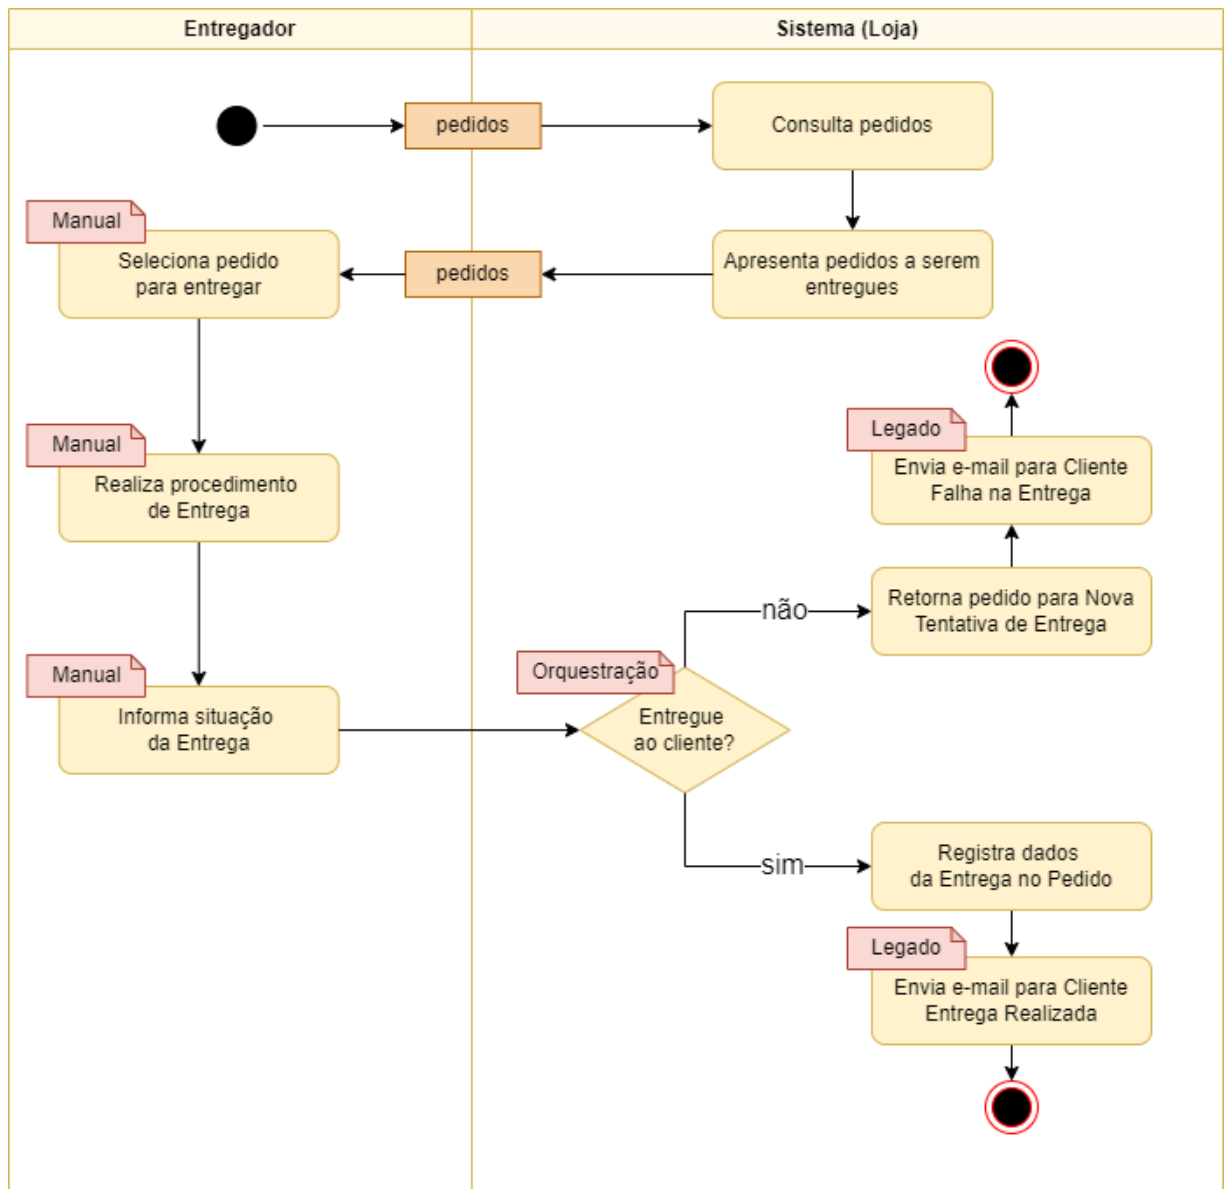 Entregador
Sistema (Loja)
pedidos
Consulta pedidos
Manual
Seleciona pedido
para entregar
pedidos
Apresenta pedidos a serem
entregues
Legado
Envia e-mail para Cliente
Falha na Entrega
Manual
Realiza procedimento
de Entrega
não
Retorna pedido para Nova
Tentativa de Entrega
Manual
Informa situação
da Entrega
Orquestração
Entregue
ao cliente?
sim
Registra dados
da Entrega no Pedido
Legado
Envia e-mail para Cliente
Entrega Realizada